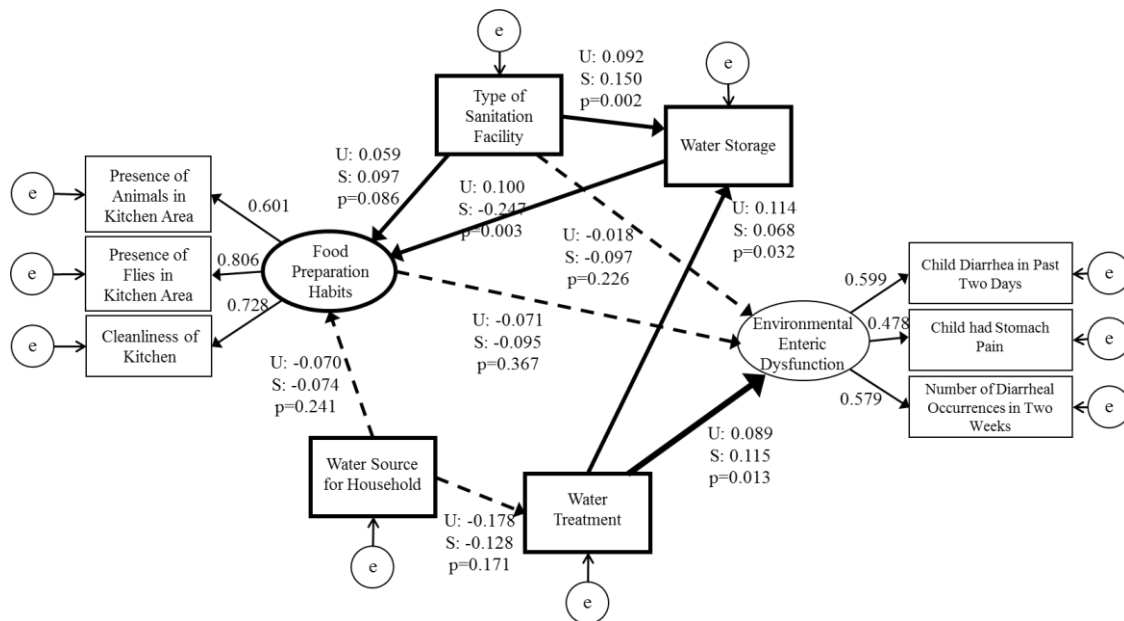 e
U: 0.092
S: 0.150
p=0.002
e
Type of
Sanitation
Facility
Water Storage
e
Presence of
Animals in
Kitchen Area
0.601
U: 0.059
S: 0.097
p=0.086
U: 0.100
S: -0.247
p=0.003
U: 0.114
S: 0.068
p=0.032
U: -0.018
S: -0.097
p=0.226
e
Presence of
Flies in
Kitchen Area
0.806
Food
Preparation
Habits
0.599
Child Diarrhea in Past
Two Days
e
e
Cleanliness of
Kitchen
0.728
U: -0.071
S: -0.095
p=0.367
Environmental
Enteric
Dysfunction
0.478
Child had Stomach
Pain
e
U: -0.070
S: -0.074
p=0.241
0.579
Number of Diarrheal
Occurrences in Two
Weeks
e
U: 0.089
S: 0.115
p=0.013
Water Source
for Household
Water
Treatment
U: -0.178
S: -0.128
p=0.171
e
e